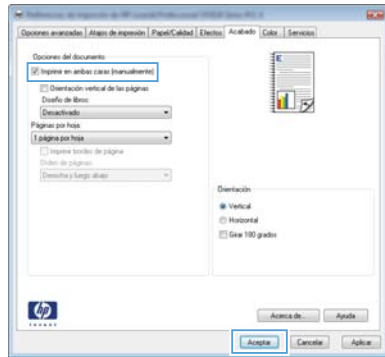 Opciones avanzadas Atajos de impresión Papel/Calidad Efectos Acabado Color Servicios
Opciones del documento
Imprimir en ambas caras (manualmente)
Orientación vertical de las páginas
Diseño de libros:
Desactivado
Páginas por hoja:
1 página por hoja
Imprimir bordes de página
Orden de páginas:
Derecha y luego abajo
Orientación
Vertical
Horizontal
Girar 180 grados
hp
invent
Acerca de... Ayuda
Aceptar Cancelar Aplicar